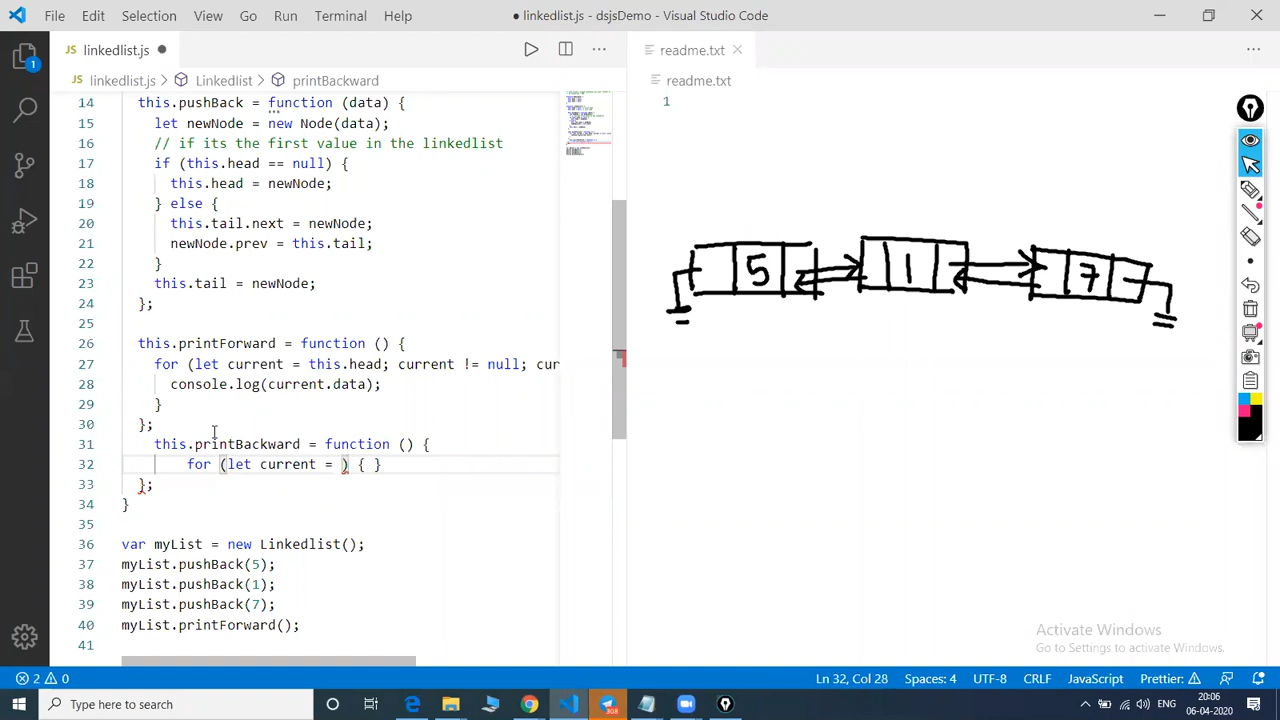 File Edit Selection View Go Run Terminal Help
● linkedlist.js - dsjsDemo - Visual Studio Code
JS linkedlist.js ●
readme.txt ×
JS linkedlist.js > Linkedlist > printBackward
readme.txt
1
1
14 this.pushBack = function (data) {
15 let newNode = new Node(data);
16 // if its the first node in the linkedlist
17 if (this.head == null) {
18 this.head = newNode;
19 } else {
20 this.tail.next = newNode;
21 newNode.prev = this.tail;
22 }
23 this.tail = newNode;
24 };
25
26 this.printForward = function () {
27 for (let current = this.head; current != null; cur
28 console.log(current.data);
29 }
30 };
31 this.printBackward = function () {
32 for (let current = ) { }
33 };
34 }
35
36 var myList = new Linkedlist();
37 myList.pushBack(5);
38 myList.pushBack(1);
39 myList.pushBack(7);
40 myList.printForward();
41
5 1 7
Activate Windows
Go to Settings to activate Windows.
2 0
Ln 32, Col 28 Spaces: 4 UTF-8 CRLF JavaScript Prettier:
Type here to search
308
ENG
20:06
06-04-2020